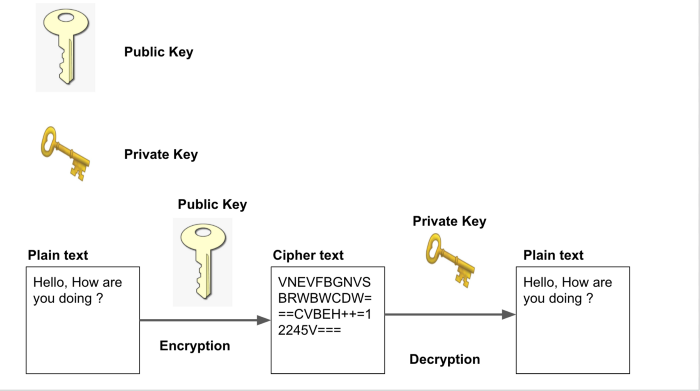 Public Key
Private Key
Public Key
Private Key
Plain text
Cipher text
Plain text
Hello, How are
you doing ?
VNEVFBGNVS
BRWBWCDW=
==CVBEH++=1
2245V===
Hello, How are
you doing ?
Encryption
Decryption